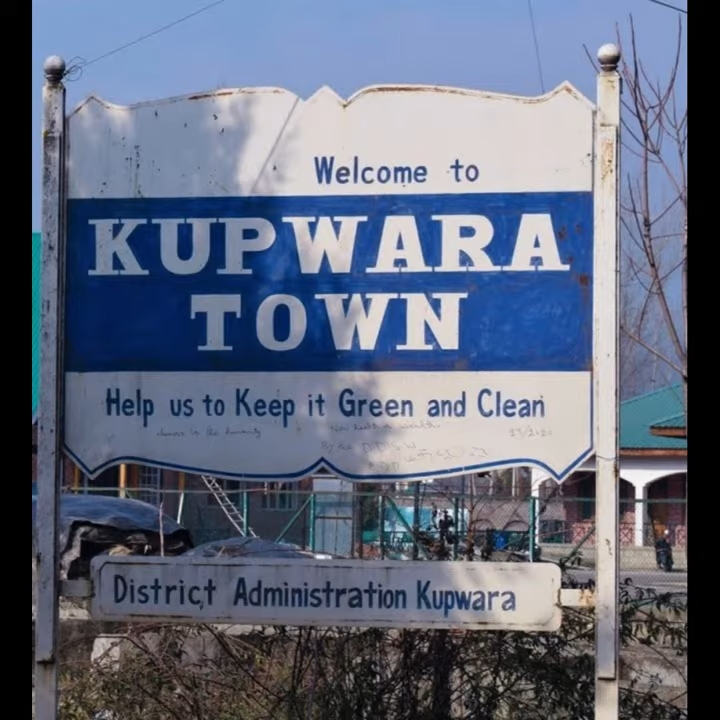 Welcome to
KUPWARA
TOWN
Help us to Keep it Green and Clean
District Administration Kupwara